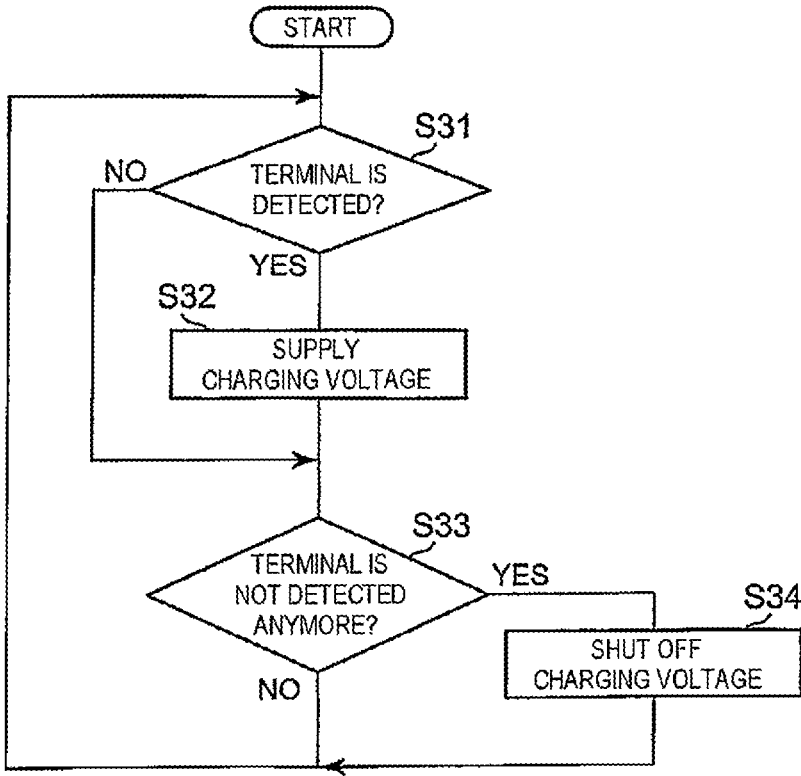 START
S31
NO
TERMINAL IS
DETECTED?
YES
S32
SUPPLY
CHARGING VOLTAGE
S33
TERMINAL IS
NOT DETECTED
ANYMORE?
YES
S34
SHUT OFF
CHARGING VOLTAGE
NO